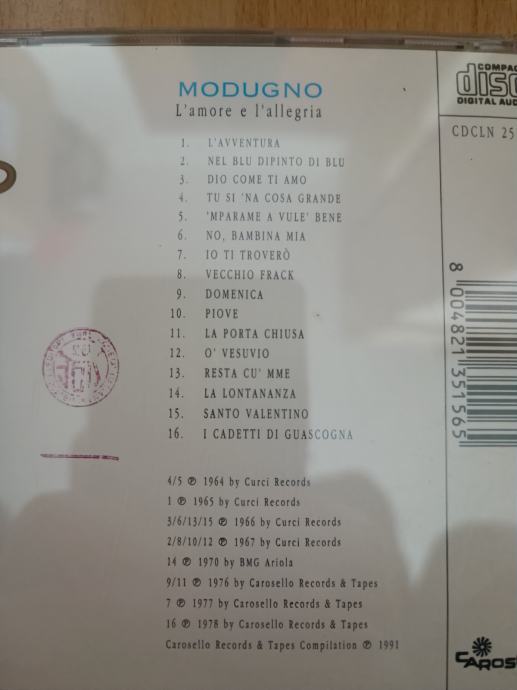 MODUGNO
L'amore e l'allegria
1. L'AVVENTURA
2. NEL BLU DIPINTO DI BLU
3. DIO COME TI AMO
4. TU SI 'NA COSA GRANDE
5. 'MPARAME A VULE' BENE
6. NO, BAMBINA MIA
7. IO TI TROVERÒ
8. VECCHIO FRACK
9. DOMENICA
10. PIOVE
11. LA PORTA CHIUSA
12. O' VESUVIO
13. RESTA CU' MME
14. LA LONTANANZA
15. SANTO VALENTINO
16. I CADETTI DI GUASCOGNA
4/5 ℗ 1964 by Curci Records
1 ℗ 1965 by Curci Records
3/6/13/15 ℗ 1966 by Curci Records
2/8/10/12 ℗ 1967 by Curci Records
14 ℗ 1970 by BMG Ariola
9/11 ℗ 1976 by Carosello Records & Tapes
7 ℗ 1977 by Carosello Records & Tapes
16 ℗ 1978 by Carosello Records & Tapes
Carosello Records & Tapes Compilation ℗ 1991
COMPAC
disc
DIGITAL AUD
CDCLN 25
8 004821 351565
CAROS